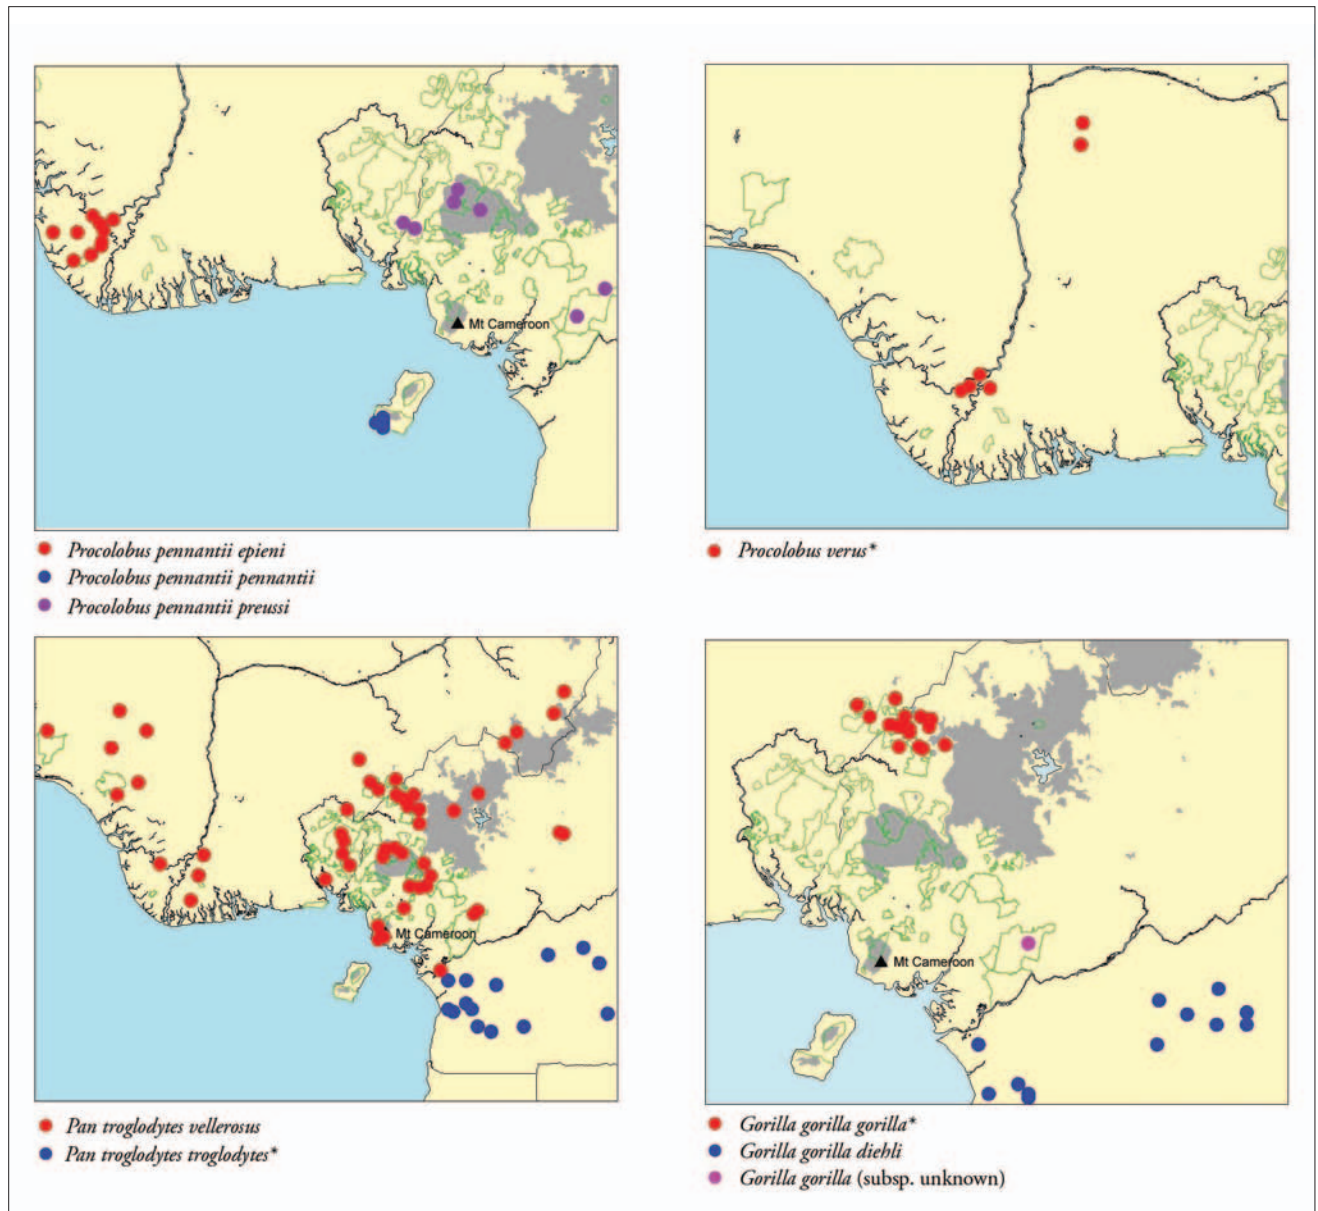 Mt Cameroon
Procolobus pennantii epieni
Procolobus pennantii pennantii
Procolobus pennantii preussi
Procolobus verus*
Mt Cameroon
Pan troglodytes vellerosus
Pan troglodytes troglodytes*
Mt Cameroon
Gorilla gorilla gorilla*
Gorilla gorilla diehli
Gorilla gorilla (subsp. unknown)